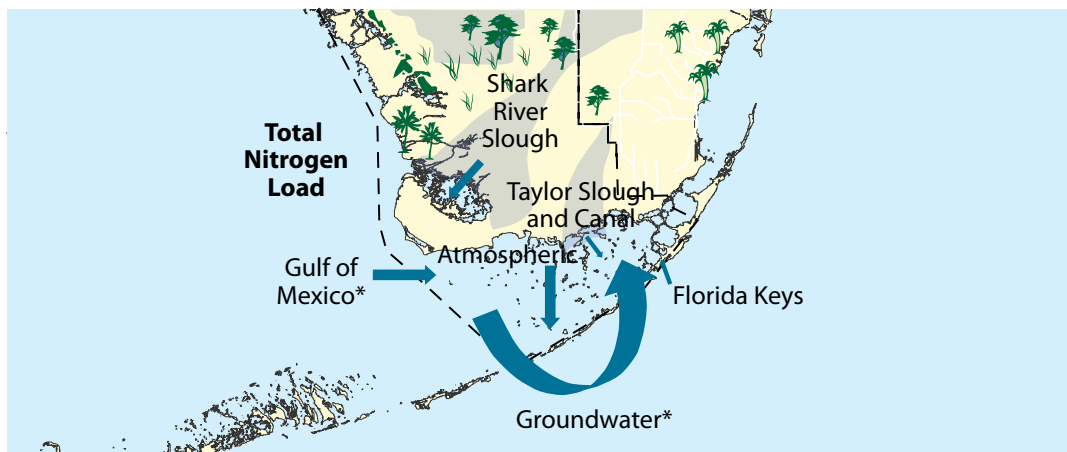 Shark
River
Slough
Total
Nitrogen
Load
Taylor Slough
and Canal
Atmospheric
Gulf of
Mexico*
Florida Keys
Groundwater*